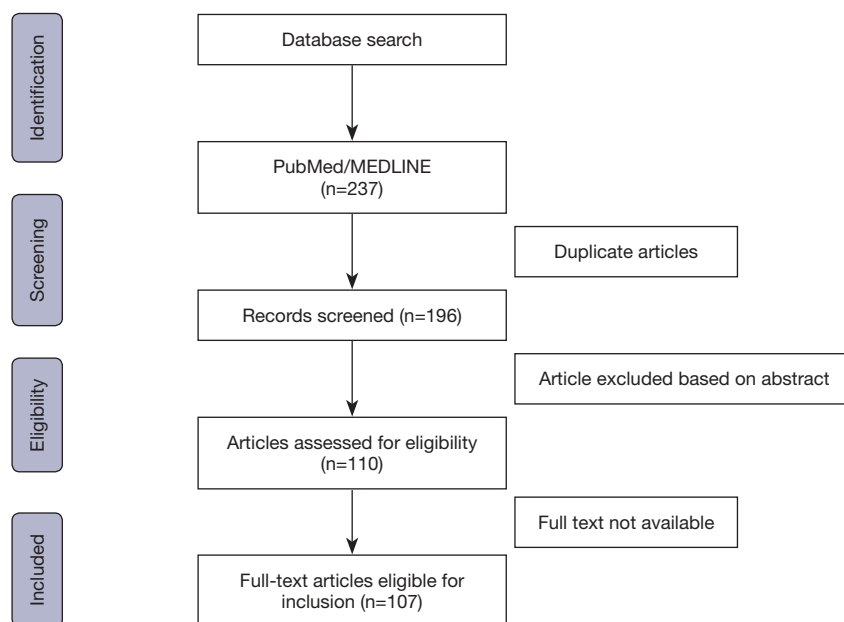 Identification
Database search
PubMed/MEDLINE
(n=237)
Screening
Duplicate articles
Records screened (n=196)
Eligibility
Article excluded based on abstract
Articles assessed for eligibility
(n=110)
Included
Full text not available
Full-text articles eligible for
inclusion (n=107)